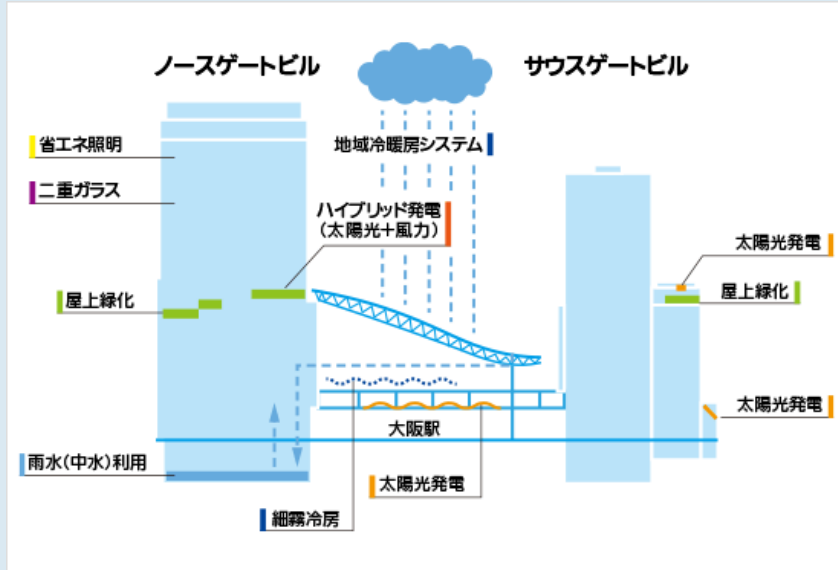 ノースゲートビル
サウスゲートビル
省エネ照明
地域冷暖房システム
二重ガラス
ハイブリッド発電
(太陽光+風力)
太陽光発電
屋上緑化
屋上緑化
太陽光発電
大阪駅
雨水(中水)利用
太陽光発電
細霧冷房